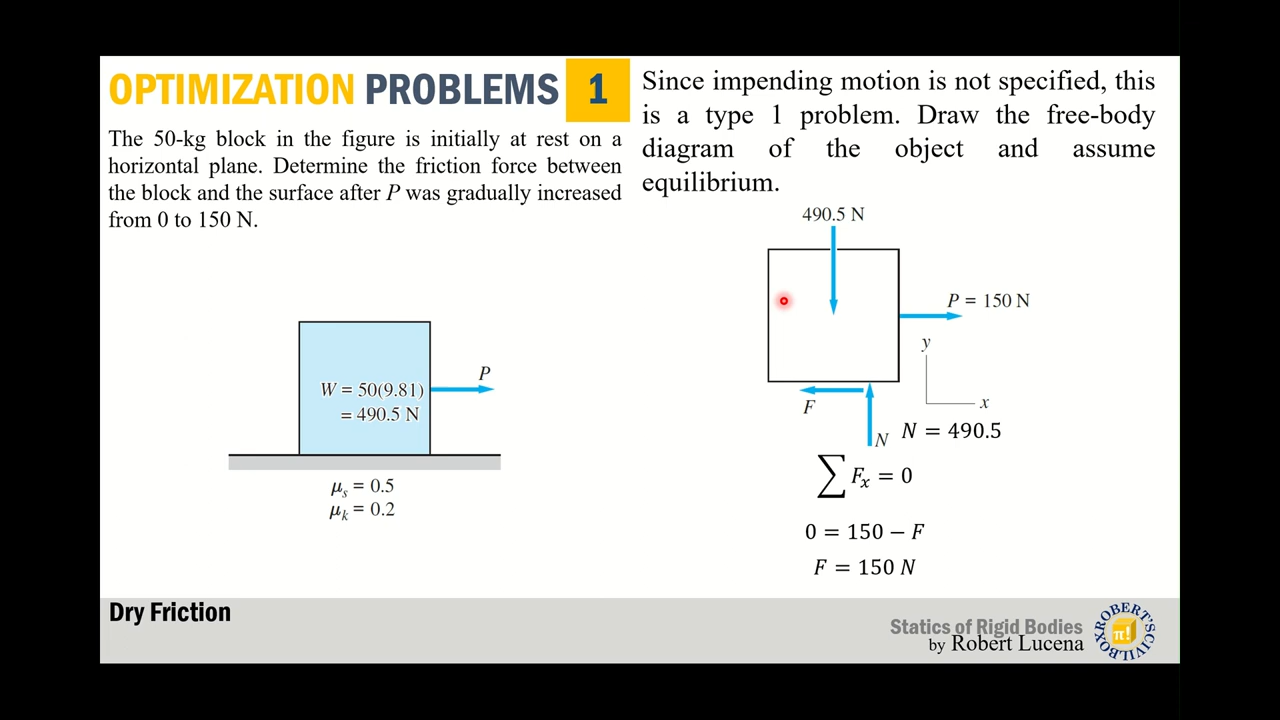 OPTIMIZATION PROBLEMS 1
The 50-kg block in the figure is initially at rest on a
horizontal plane. Determine the friction force between
the block and the surface after P was gradually increased
from 0 to 150 N.
W = 50(9.81)
= 490.5 N
P
μs = 0.5
μk = 0.2
Since impending motion is not specified, this
is a type 1 problem. Draw the free-body
diagram of the object and assume
equilibrium.
490.5 N
P = 150 N
y
x
F
N
N = 490.5
∑ Fx = 0
0 = 150 − F
F = 150 N
Dry Friction
Statics of Rigid Bodies
by Robert Lucena
ROBERT'S CIVIL BOX
π!